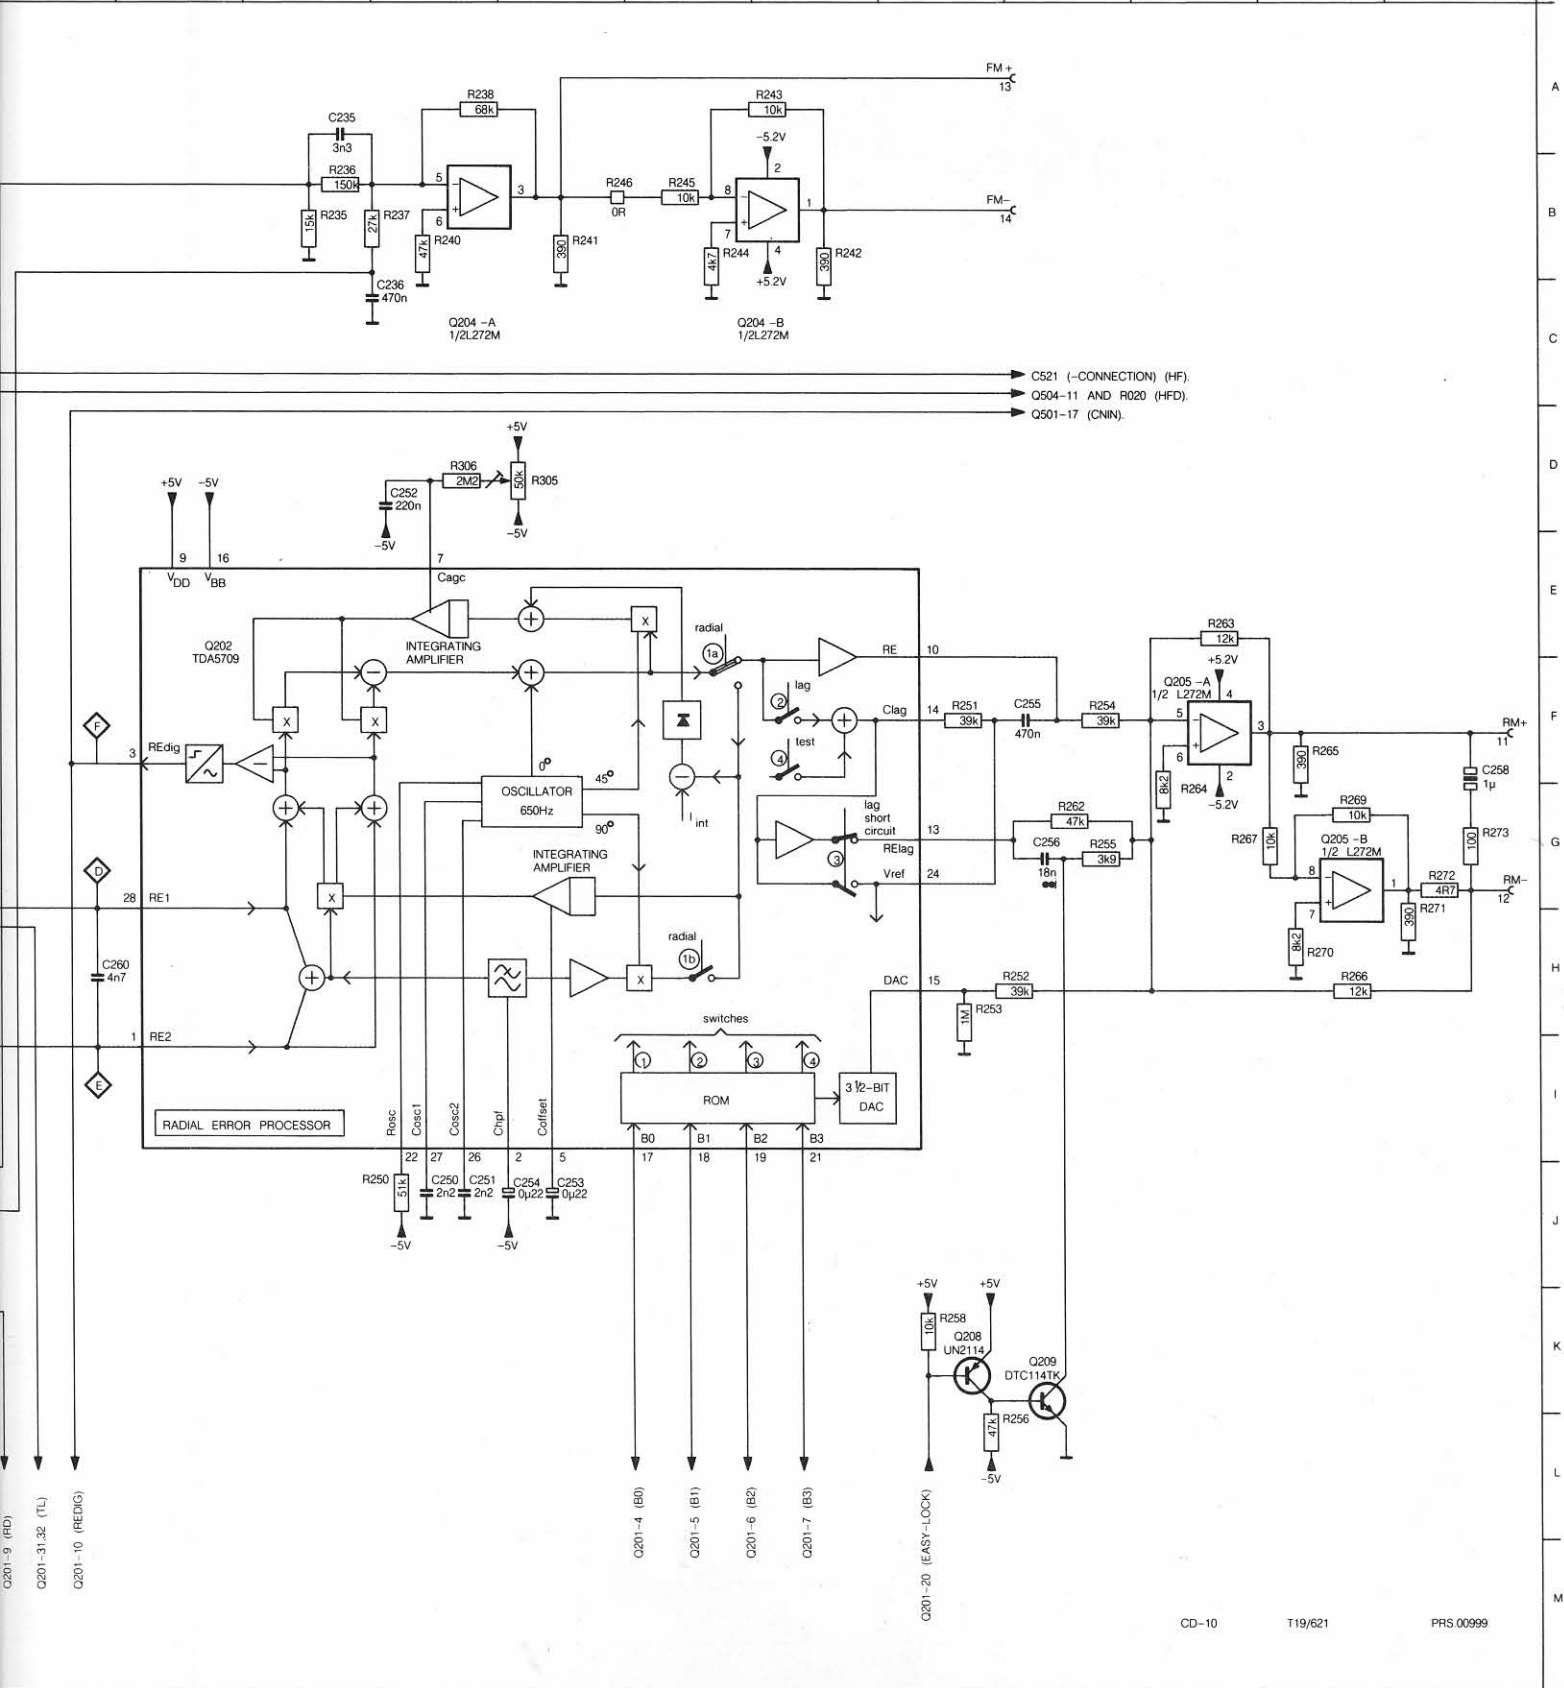 FM+
13
A
R238
68k
R243
10k
C235
3n3
-5.2V
R236
150k
5
3
R246
0R
R245
10k
8
2
1
FM-
14
B
R235
15k
R237
27k
6
R240
47k
R241
390
7
R244
4k7
4
+5.2V
R242
390
C236
470n
Q204 -A
1/2L272M
Q204 -B
1/2L272M
C
C521 (-CONNECTION) (HF).
Q504-11 AND R020 (HFD).
Q501-17 (CNIN).
+5V
D
R306
2M2
50k
R305
C252
220n
-5V
-5V
+5V
-5V
9
16
7
VDD
VBB
Cagc
E
Q202
TDA5709
INTEGRATING
AMPLIFIER
X
radial
1a
RE
10
R263
12k
+5.2V
Q205 -A
1/2 L272M
4
F
X
X
lag
2
Clag
14
R251
39k
C255
470n
R254
39k
5
3
RM+
11
F
3
REdig
test
4
6
R264
8k2
2
-5.2V
R265
390
C258
1µ
0°
45°
OSCILLATOR
650Hz
90°
I int
lag
short
circuit
13
RElag
3
R262
47k
C256
18n
R255
3k9
R269
10k
Q205 -B
1/2 L272M
R267
10k
R273
100
G
D
INTEGRATING
AMPLIFIER
Vref
24
8
1
R272
4R7
RM-
12
28
RE1
X
7
R270
8k2
R271
390
C260
4n7
radial
1b
X
DAC
15
R252
39k
R253
1M
R266
12k
H
1
RE2
switches
1
2
3
4
E
ROM
3 1/2-BIT
DAC
I
RADIAL ERROR PROCESSOR
Rosc
Cosc1
Cosc2
Chpf
Coffset
B0
B1
B2
B3
22
27
26
2
5
17
18
19
21
R250
51k
C250
2n2
C251
2n2
C254
0µ22
C253
0µ22
J
-5V
-5V
+5V
+5V
R258
10k
Q208
UN2114
Q209
DTC114TK
K
R256
47k
-5V
L
Q201-9 (RD)
Q201-31.32 (TL)
Q201-10 (REDIG)
Q201-4 (B0)
Q201-5 (B1)
Q201-6 (B2)
Q201-7 (B3)
Q201-20 (EASY-LOCK)
M
CD-10
T19/621
PRS.00999